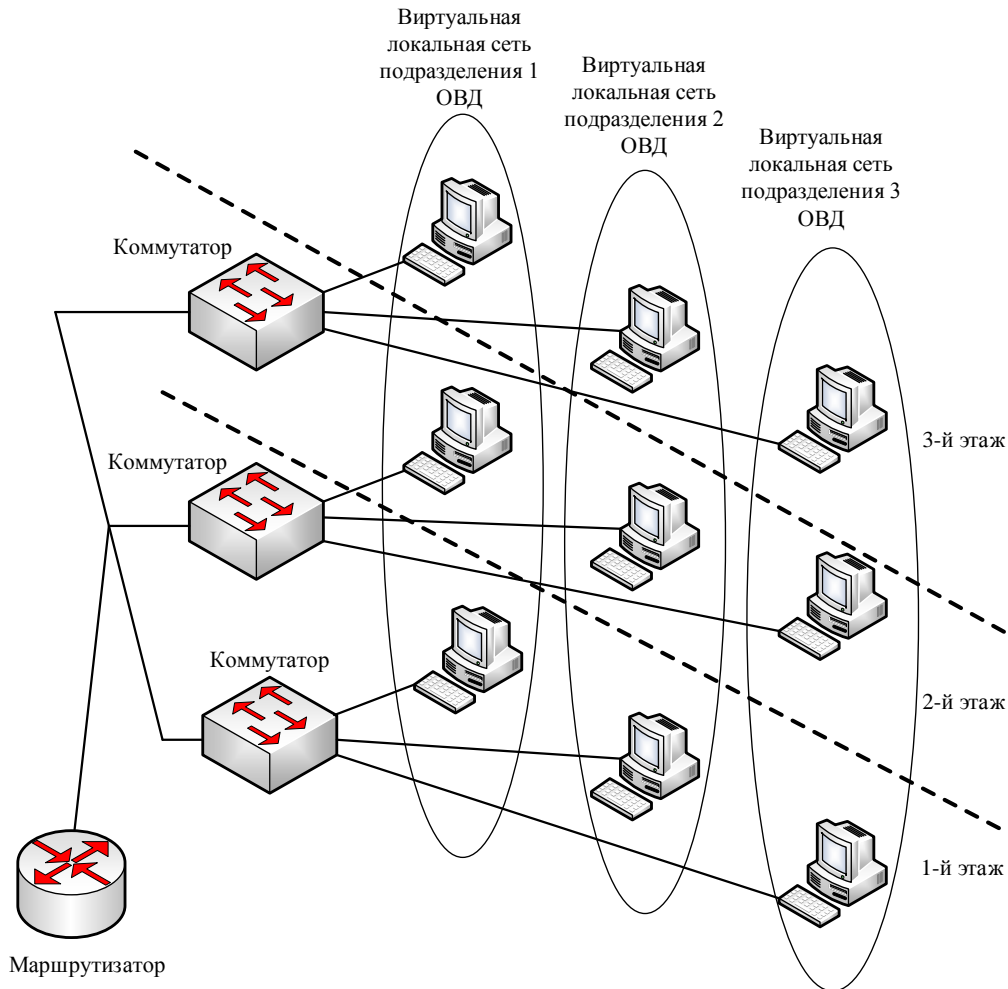 Виртуальная
локальная сеть
подразделения 1
ОВД
Виртуальная
локальная сеть
подразделения 2
ОВД
Виртуальная
локальная сеть
подразделения 3
ОВД
Коммутатор
3-й этаж
Коммутатор
Коммутатор
2-й этаж
1-й этаж
Маршрутизатор